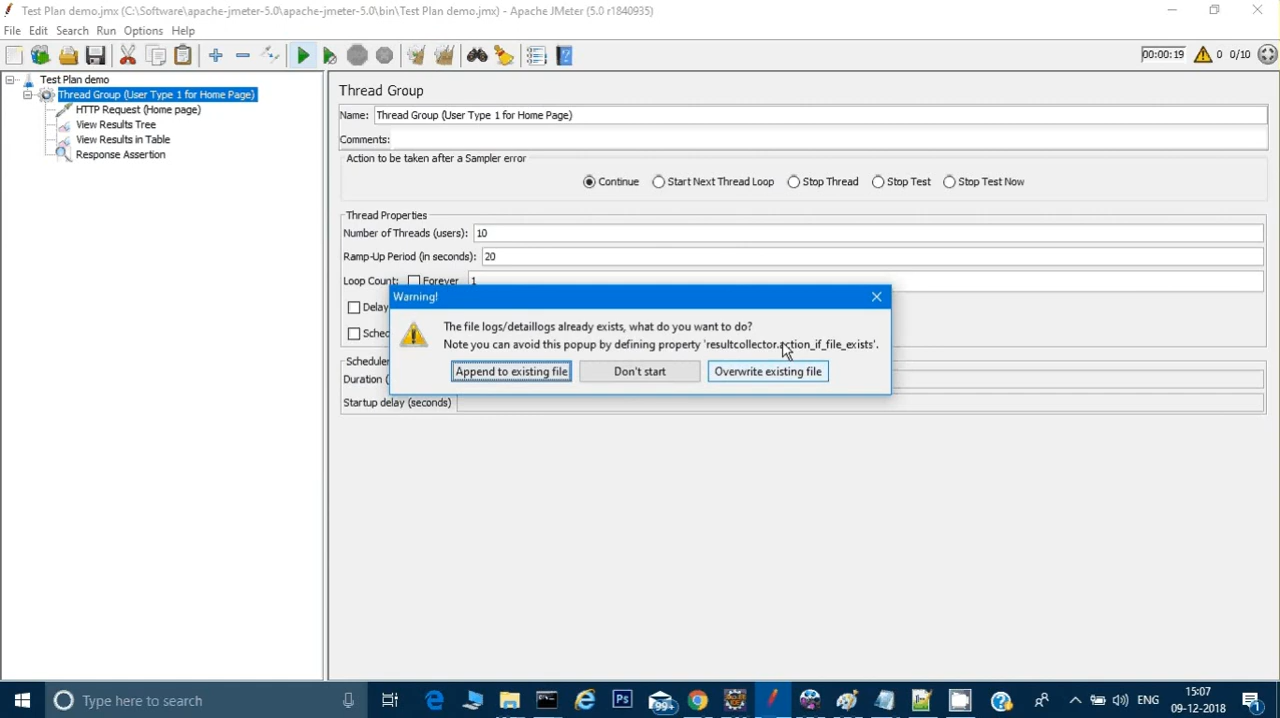 Test Plan demo.jmx (C:\Software\apache-jmeter-5.0\apache-jmeter-5.0\bin\Test Plan demo.jmx) - Apache JMeter (5.0 r1840935)
File Edit Search Run Options Help
00:00:19 0 0/10
Test Plan demo
Thread Group (User Type 1 for Home Page)
HTTP Request (Home page)
View Results Tree
View Results in Table
Response Assertion
Thread Group
Name: Thread Group (User Type 1 for Home Page)
Comments:
Action to be taken after a Sampler error
Continue Start Next Thread Loop Stop Thread Stop Test Stop Test Now
Thread Properties
Number of Threads (users): 10
Ramp-Up Period (in seconds): 20
Loop Count: Forever 1
Delay
Sched
Scheduler
Duration (
Startup delay (seconds)
Warning!
The file logs/detaillogs already exists, what do you want to do?
Note you can avoid this popup by defining property 'resultcollector.action_if_file_exists'.
Append to existing file Don't start Overwrite existing file
Type here to search
99+
ENG
15:07
09-12-2018